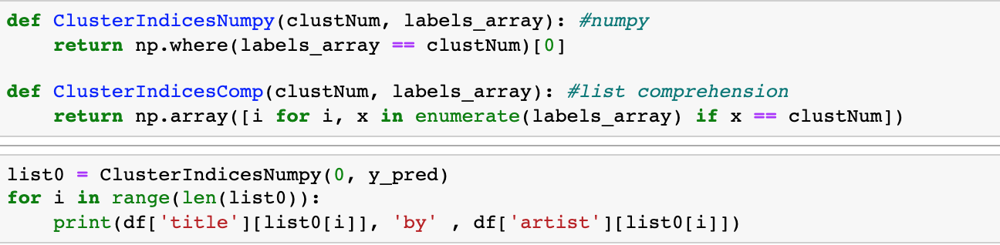 def ClusterIndicesNumpy(clustNum, labels_array): #numpy
    return np.where(labels_array == clustNum)[0]

def ClusterIndicesComp(clustNum, labels_array): #list comprehension
    return np.array([i for i, x in enumerate(labels_array) if x == clustNum])

list0 = ClusterIndicesNumpy(0, y_pred)
for i in range(len(list0)):
    print(df['title'][list0[i]], 'by' , df['artist'][list0[i]])